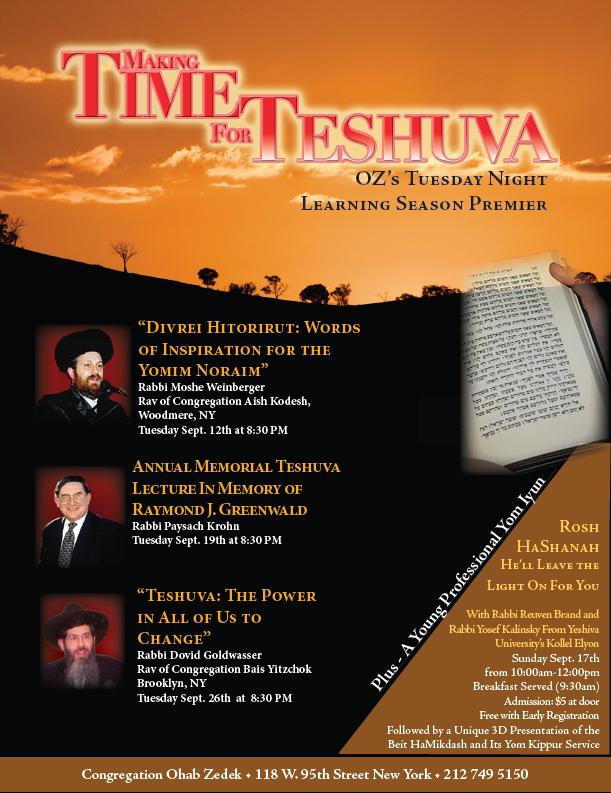 Making
Time
For Teshuva
OZ's Tuesday Night
Learning Season Premier
"Divrei Hitorirut: Words
of Inspiration for the
Yomim Noraim"
Rabbi Moshe Weinberger
Rav of Congregation Aish Kodesh,
Woodmere, NY
Tuesday Sept. 12th at 8:30 PM
Annual Memorial Teshuva
Lecture In Memory of
Raymond J. Greenwald
Rabbi Paysach Krohn
Tuesday Sept. 19th at 8:30 PM
"Teshuva: The Power
in All of Us to
Change"
Rabbi Dovid Goldwasser
Rav of Congregation Bais Yitzchok
Brooklyn, NY
Tuesday Sept. 26th at 8:30 PM
Plus - A Young Professional Yom Iyun
Rosh
HaShanah
He'll Leave the
Light On For You
With Rabbi Reuven Brand and
Rabbi Yosef Kalinsky From Yeshiva
University's Kollel Elyon
Sunday Sept. 17th
from 10:00am-12:00pm
Breakfast Served (9:30am)
Admission: $5 at door
Free with Early Registration
Followed by a Unique 3D Presentation of the
Beit HaMikdash and Its Yom Kippur Service
Congregation Ohab Zedek • 118 W. 95th Street New York • 212 749 5150